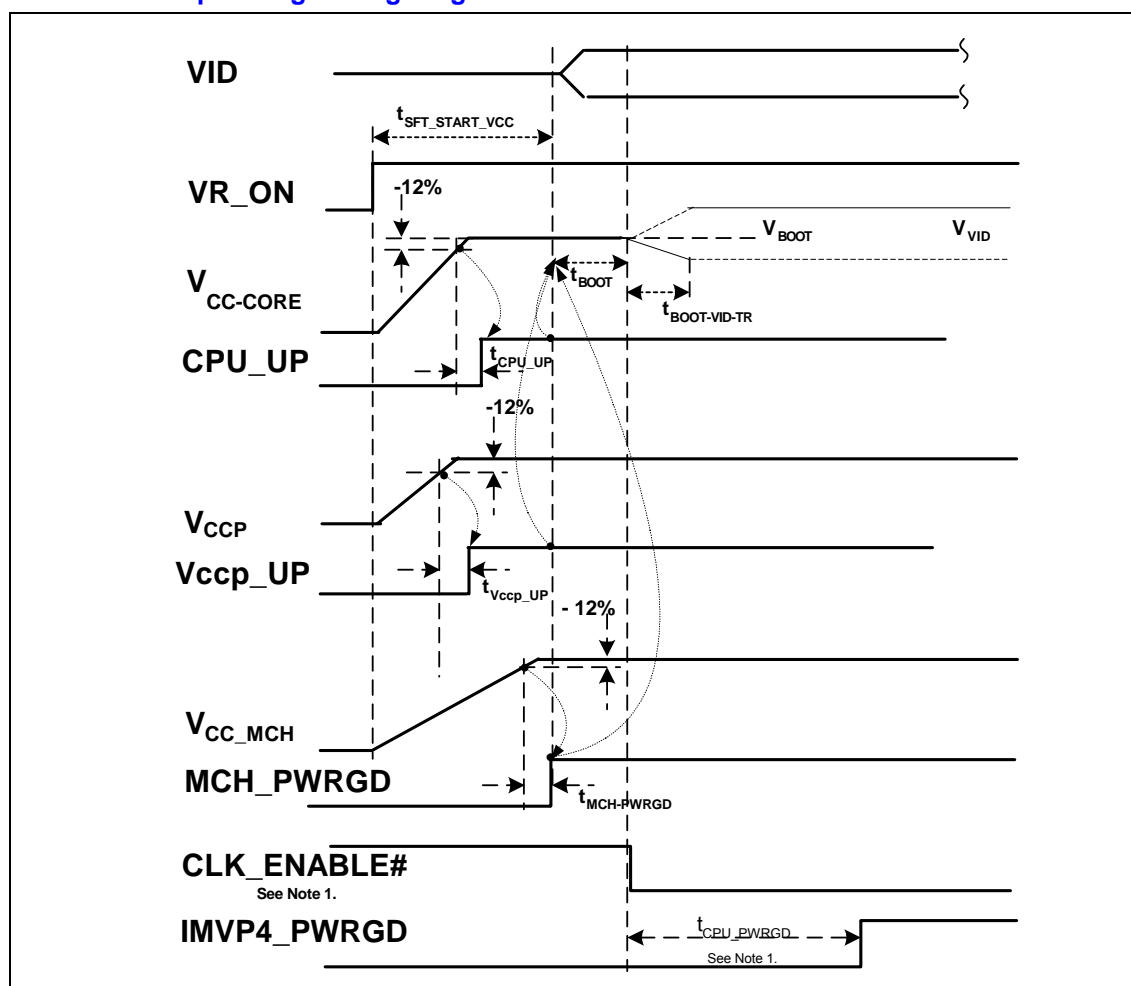 VID
tSFT_START_VCC
VR_ON
-12%
VBOOT
VVID
VCC-CORE
tBOOT
tBOOT-VID-TR
CPU_UP
tCPU_UP
-12%
VCCP
Vccp_UP
tVccp_UP
- 12%
VCC_MCH
MCH_PWRGD
tMCH-PWRGD
CLK_ENABLE#
See Note 1.
IMVP4_PWRGD
tCPU_PWRGD
See Note 1.